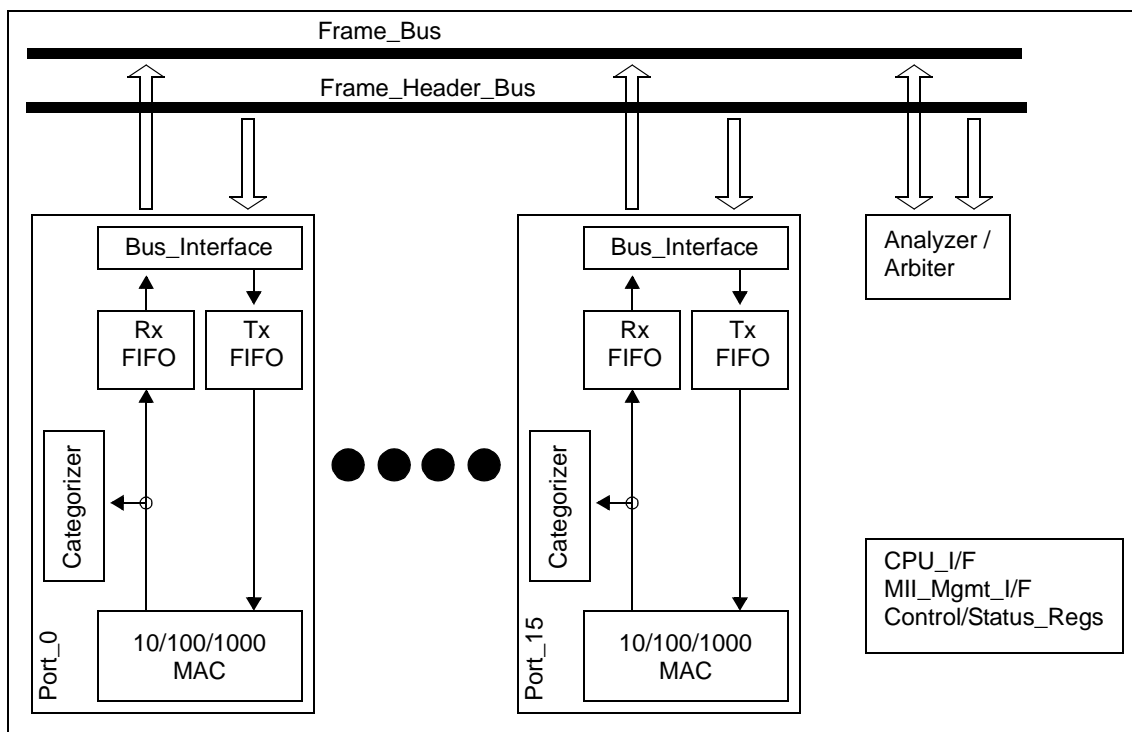 Frame_Bus
Frame_Header_Bus
Port_0
Bus_Interface
Rx
FIFO
Tx
FIFO
Categorizer
10/100/1000
MAC
Port_15
Bus_Interface
Rx
FIFO
Tx
FIFO
Categorizer
10/100/1000
MAC
Analyzer /
Arbiter
CPU_I/F
MII_Mgmt_I/F
Control/Status_Regs